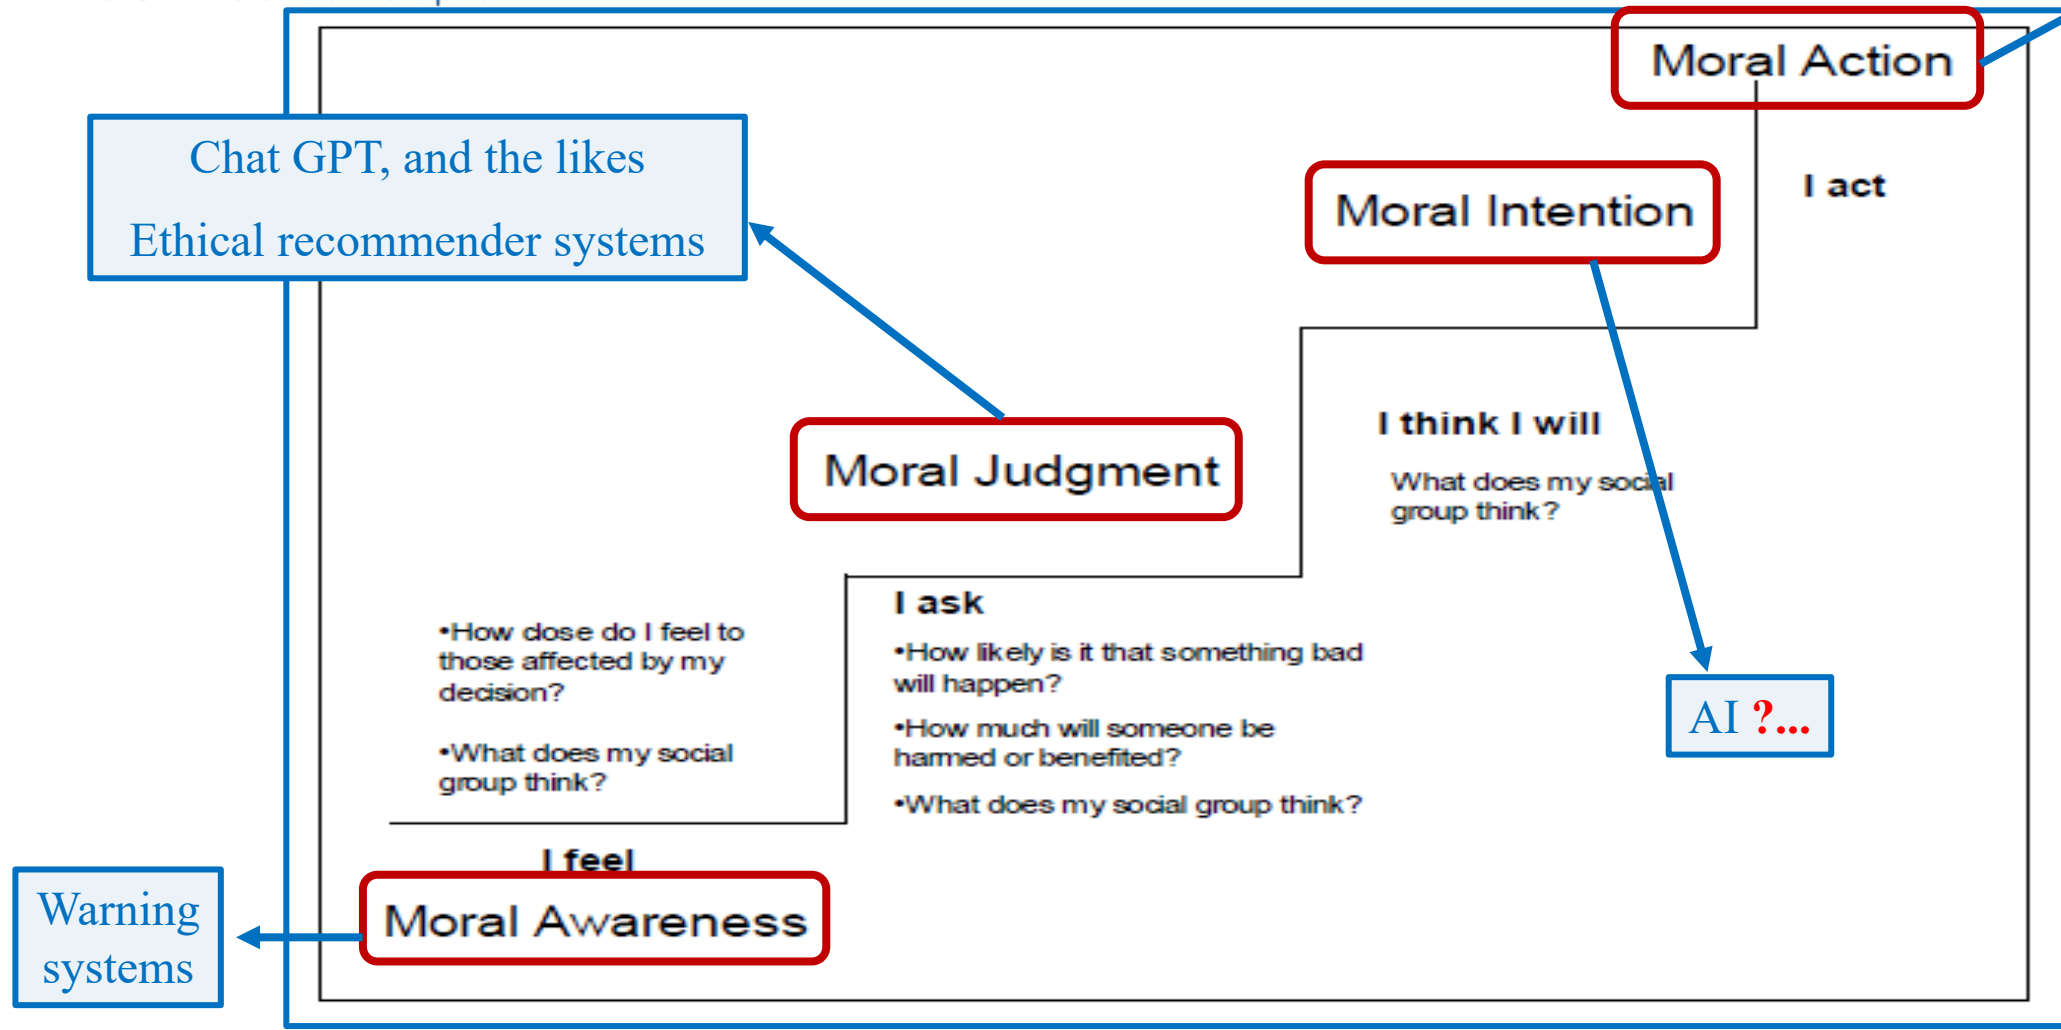 Moral Action
Chat GPT, and the likes
Ethical recommender systems
I act
Moral Intention
I think I will
What does my social
group think?
Moral Judgment
I ask
•How likely is it that something bad
will happen?
•How much will someone be
harmed or benefited?
•What does my social group think?
•How close do I feel to
those affected by my
decision?
•What does my social
group think?
AI ?...
I feel
Moral Awareness
Warning
systems